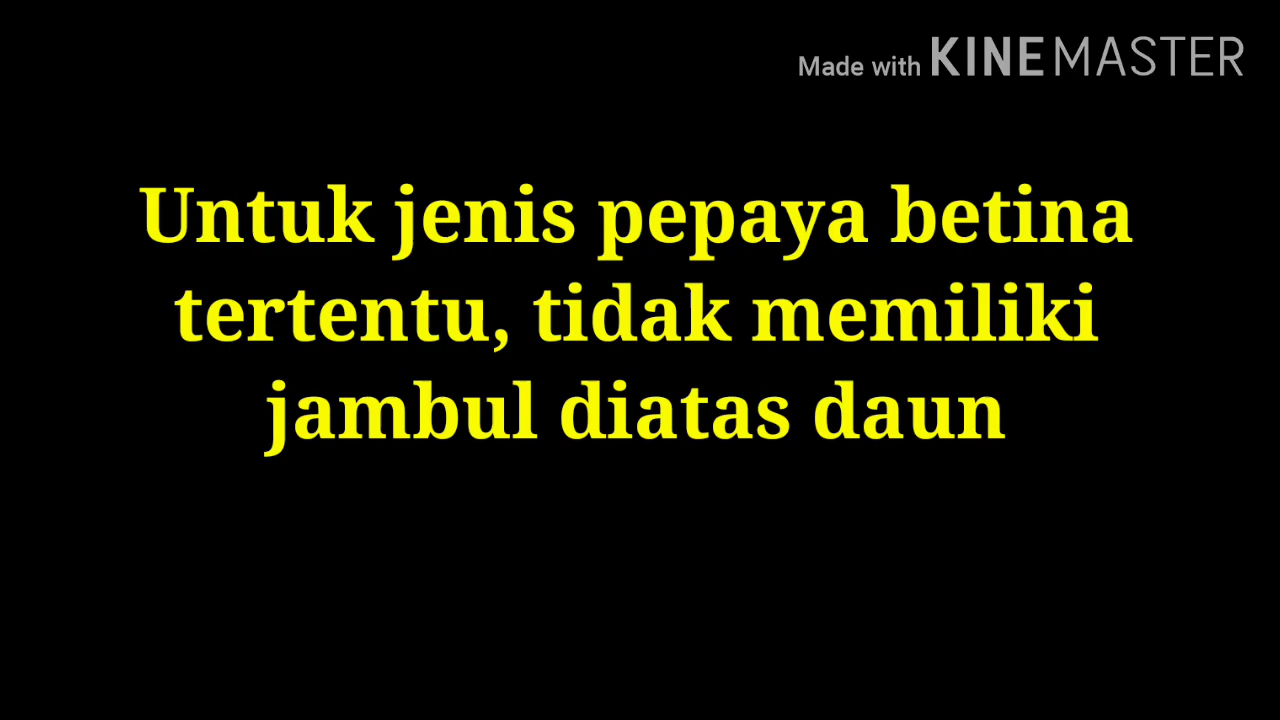 Made with KINEMASTER
Untuk jenis pepaya betina
tertentu, tidak memiliki
jambul diatas daun